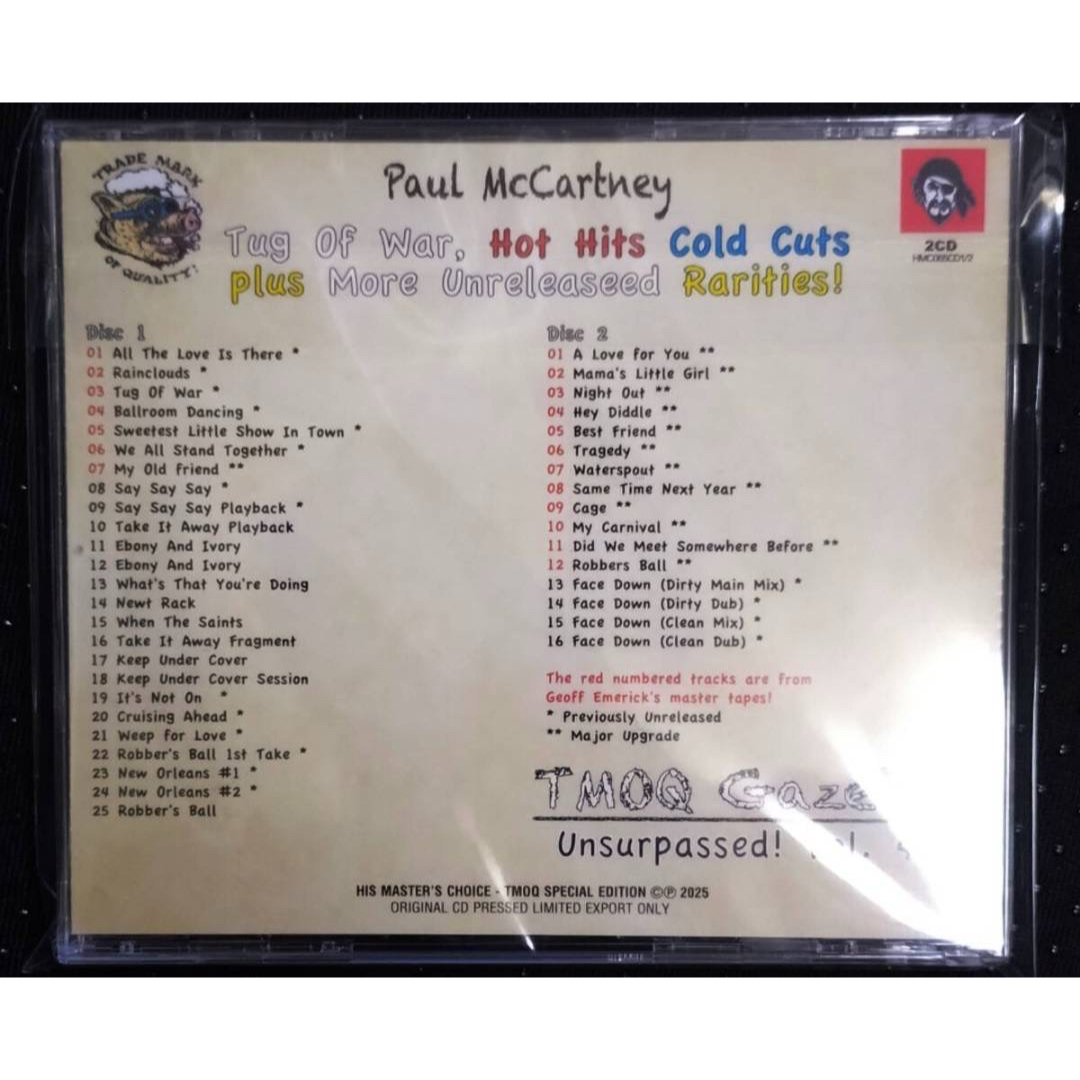 TRADE MARK
OF QUALITY!
Paul McCartney
Tug Of War, Hot Hits Cold Cuts
plus More Unreleaseed Rarities!
2CD
Disc 1
01 All The Love Is There *
02 Rainclouds *
03 Tug Of War *
04 Ballroom Dancing *
05 Sweetest Little Show In Town *
06 We All Stand Together *
07 My Old Friend **
08 Say Say Say *
09 Say Say Say Playback *
10 Take It Away Playback
11 Ebony And Ivory
12 Ebony And Ivory
13 What's That You're Doing
14 Newt Rack
15 When The Saints
16 Take It Away Fragment
17 Keep Under Cover
18 Keep Under Cover Session
19 It's Not On *
20 Cruising Ahead *
21 Weep for Love *
22 Robber's Ball 1st Take *
23 New Orleans #1 *
24 New Orleans #2 *
25 Robber's Ball
Disc 2
01 A Love for You **
02 Mama's Little Girl **
03 Night Out **
04 Hey Diddle **
05 Best Friend **
06 Tragedy **
07 Waterspout **
08 Same Time Next Year **
09 Cage **
10 My Carnival **
11 Did We Meet Somewhere Before **
12 Robbers Ball **
13 Face Down (Dirty Main Mix) *
14 Face Down (Dirty Dub) *
15 Face Down (Clean Mix) *
16 Face Down (Clean Dub) *
The red numbered tracks are from
Geoff Emerick's master tapes!
* Previously Unreleased
** Major Upgrade
TMOQ
Unsurpassed!
HIS MASTER'S CHOICE - TMOQ SPECIAL EDITION ©℗ 2025
ORIGINAL CD PRESSED LIMITED EXPORT ONLY